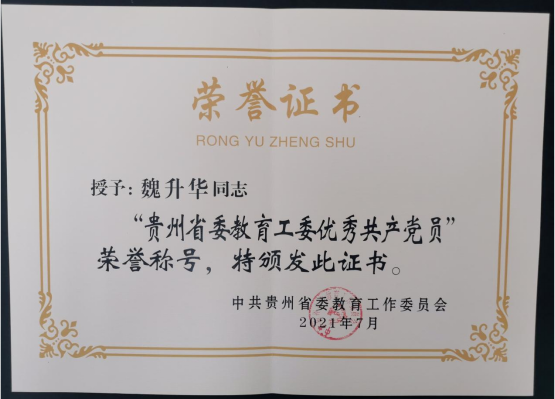 荣誉证书
RONG YU ZHENG SHU
授予：魏升华同志
“贵州省委教育工委优秀共产党员”
荣誉称号，特颁发此证书。
中共贵州省委教育工作委员会
2021年7月